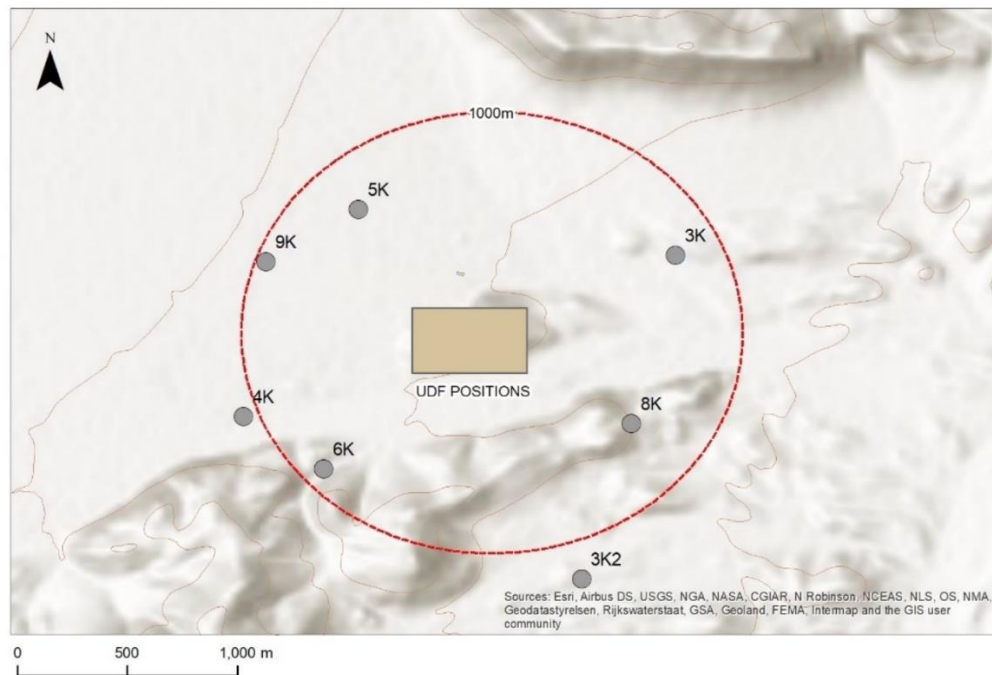 N
1000m
5K
9K
3K
UDF POSITIONS
4K
8K
6K
3K2
Sources: Esri, Airbus DS, USGS, NGA, NASA, CGIAR, N Robinson, NCEAS, NLS, OS, NMA,
Geodatastyrelsen, Rijkswaterstaat, GSA, Geoland, FEMA, Intermap and the GIS user
community
0 500 1,000 m